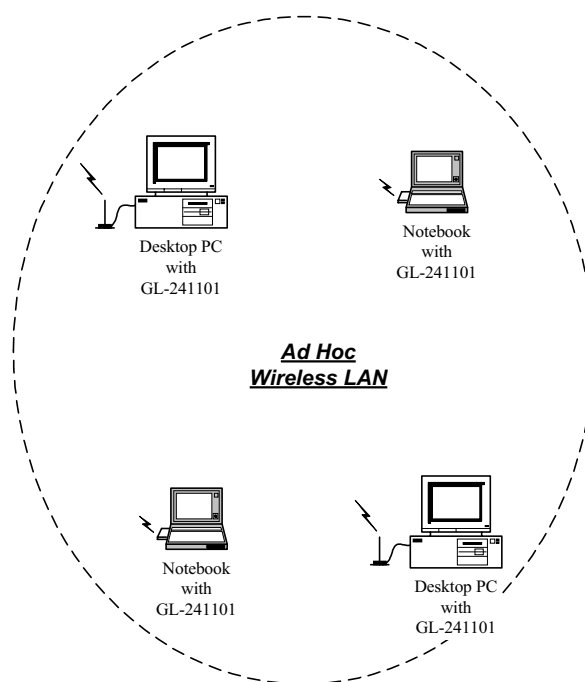 Desktop PC
with
GL-241101
Notebook
with
GL-241101
Ad Hoc
Wireless LAN
Notebook
with
GL-241101
Desktop PC
with
GL-241101